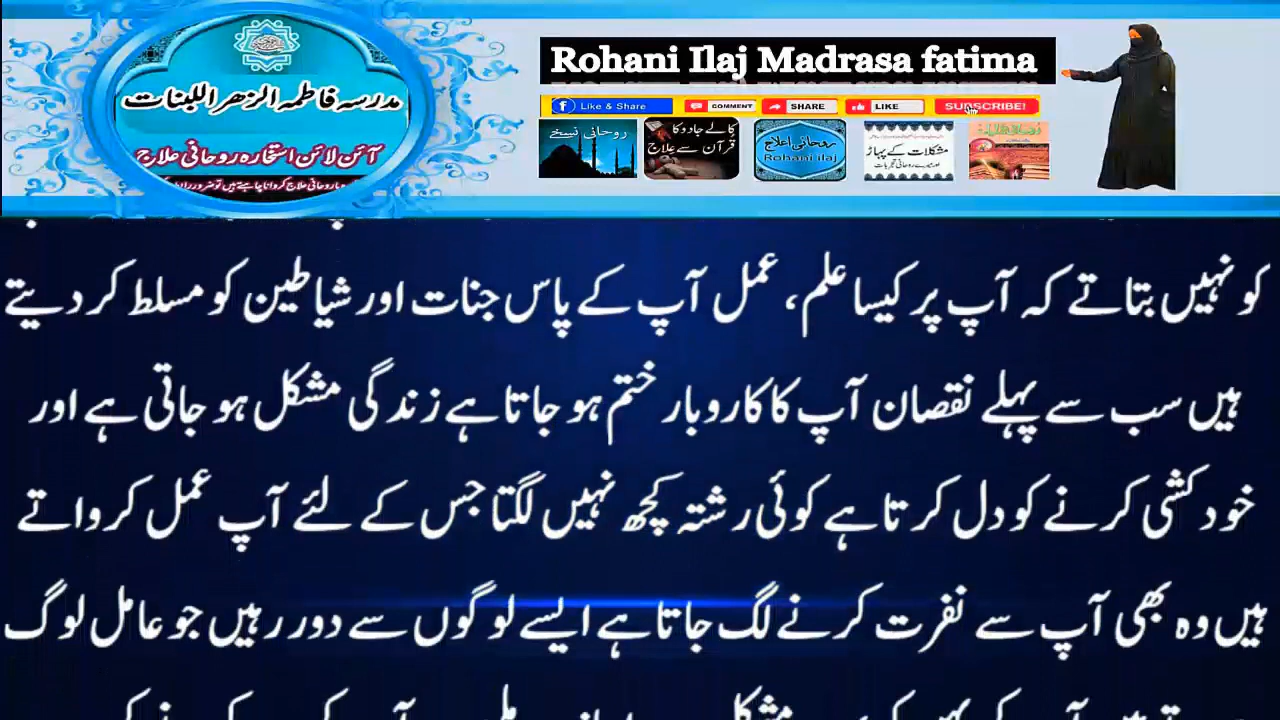 مدرسہ فاطمہ الزھراللبنات
آئن لائن استخارہ روحانی علاج
Rohani Ilaj Madrasa fatima
Like & Share
COMMENT
SHARE
LIKE
SUBSCRIBE!
روحانی نسخ
کالے جادو کا
قرآن سے علاج
روحانی علاج
Rohani ilaj
مشکلات کے پہاڑ
کو نہیں بتاتے کہ آپ پر کیسا علم، عمل آپ کے پاس جنات اور شیاطین کو مسلط کر دیتے
ہیں سب سے پہلے نقصان آپ کا کاروبار ختم ہو جاتا ہے زندگی مشکل ہو جاتی ہے اور
خودکشی کرنے کو دل کرتا ہے کوئی رشتہ کچھ نہیں لگتا جس کے لئے آپ عمل کرواتے
ہیں وہ بھی آپ سے نفرت کرنے لگ جاتا ہے ایسے لوگوں سے دور رہیں جو عامل لوگ